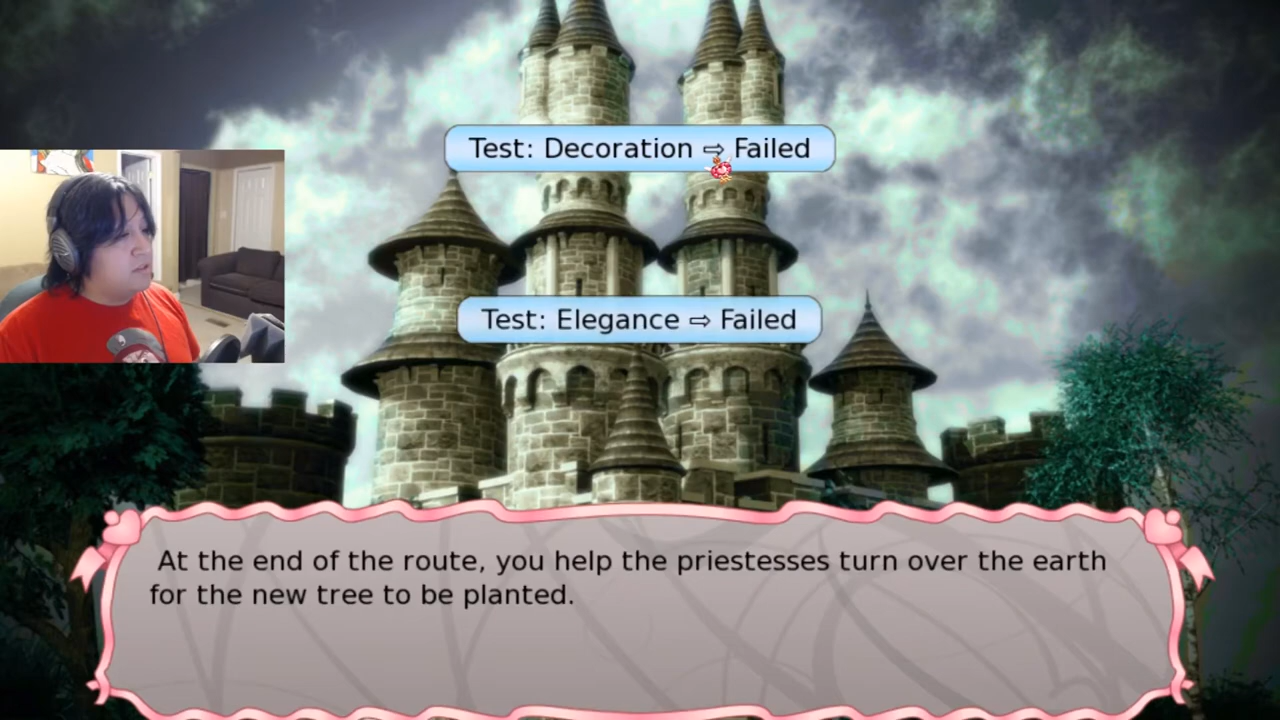 Test: Decoration ⇨ Failed
Test: Elegance ⇨ Failed
At the end of the route, you help the priestesses turn over the earth
for the new tree to be planted.